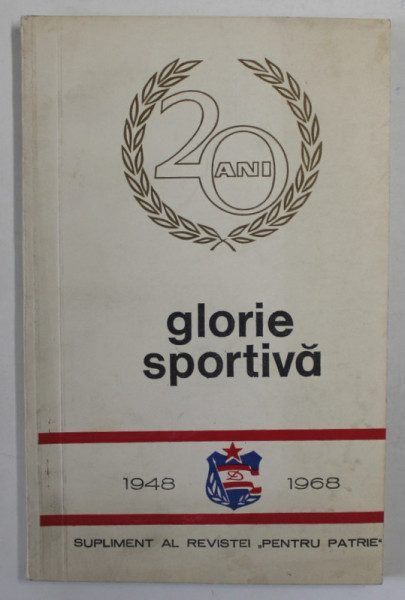 20 ANI
glorie
sportivă
1948 D 1968
SUPLIMENT AL REVISTEI „PENTRU PATRIE"